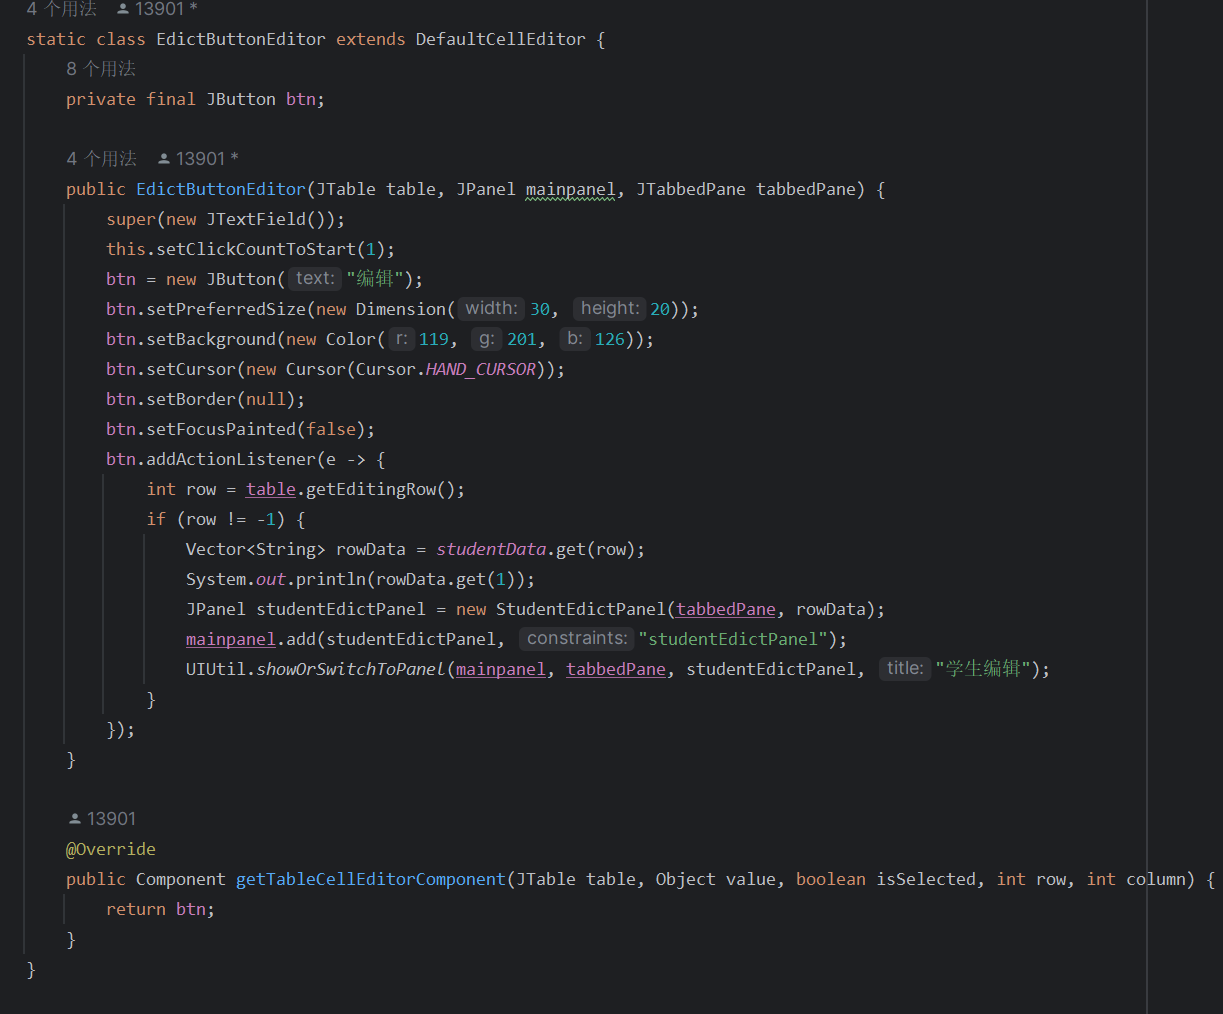 4 个用法 13901 *
static class EdictButtonEditor extends DefaultCellEditor {
8 个用法
private final JButton btn;
4 个用法 13901 *
public EdictButtonEditor(JTable table, JPanel mainpanel, JTabbedPane tabbedPane) {
super(new JTextField());
this.setClickCountToStart(1);
btn = new JButton( text: "编辑");
btn.setPreferredSize(new Dimension( width: 30, height: 20));
btn.setBackground(new Color( r: 119, g: 201, b: 126));
btn.setCursor(new Cursor(Cursor.HAND_CURSOR));
btn.setBorder(null);
btn.setFocusPainted(false);
btn.addActionListener(e -> {
int row = table.getEditingRow();
if (row != -1) {
Vector<String> rowData = studentData.get(row);
System.out.println(rowData.get(1));
JPanel studentEdictPanel = new StudentEdictPanel(tabbedPane, rowData);
mainpanel.add(studentEdictPanel, constraints: "studentEdictPanel");
UIUtil.showOrSwitchToPanel(mainpanel, tabbedPane, studentEdictPanel, title: "学生编辑");
}
});
}
13901
@Override
public Component getTableCellEditorComponent(JTable table, Object value, boolean isSelected, int row, int column) {
return btn;
}
}